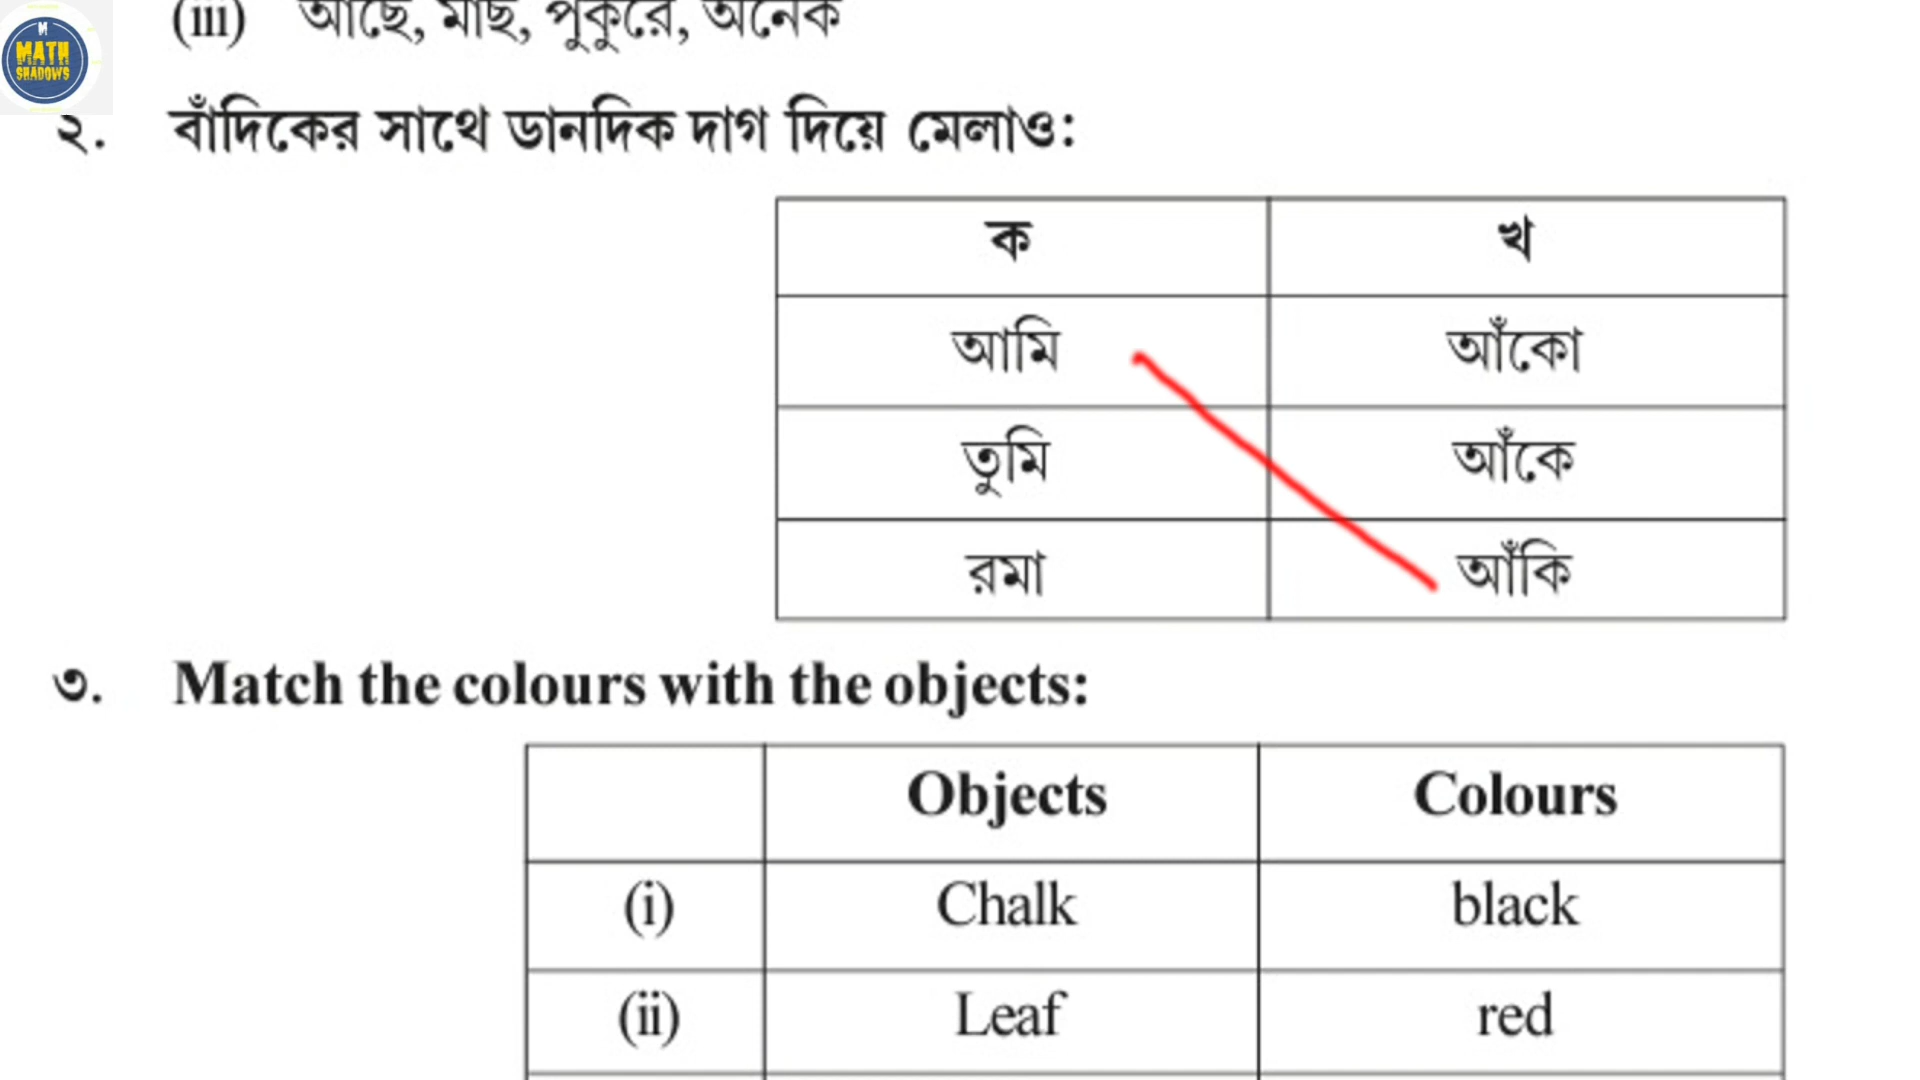 M
MATH
SHADOWS
(iii) আছে, মাছ, পুকুরে, অনেক
২. বাঁদিকের সাথে ডানদিক দাগ দিয়ে মেলাও:
ক খ
আমি আঁকো
তুমি আঁকে
রমা আঁকি
৩. Match the colours with the objects:
Objects Colours
(i) Chalk black
(ii) Leaf red